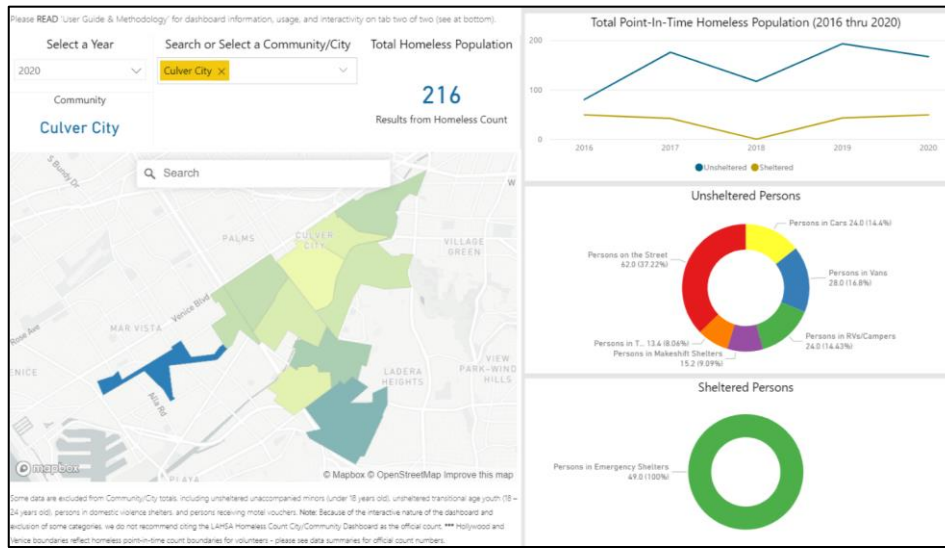 Please READ 'User Guide & Methodology' for dashboard information, usage, and interactivity on tab two of two (see at bottom).
Select a Year
Search or Select a Community/City
Total Homeless Population
2020
Culver City ×
216
Results from Homeless Count
Community
Culver City
Search
S Bundy Dr
W
PALMS
CULVER
CITY
VILLAGE
GREEN
Venice Blvd
Rose Ave
MAR VISTA
NICE
Alla Rd
LADERA
HEIGHTS
VIEW
PARK-WIND
HILLS
PLAYA
mapbox
© Mapbox © OpenStreetMap Improve this map
Some data are excluded from Community/City totals, including unsheltered unaccompanied minors (under 18 years old), unsheltered transitional age youth (18 –
24 years old), persons in domestic violence shelters, and persons receiving motel vouchers. Note: Because of the interactive nature of the dashboard and
exclusion of some categories, we do not recommend citing the LAHSA Homeless Count City/Community Dashboard as the official count. *** Hollywood and
Venice boundaries reflect homeless point-in-time count boundaries for volunteers - please see data summaries for official count numbers.
Total Point-In-Time Homeless Population (2016 thru 2020)
200
100
0
2016 2017 2018 2019 2020
Unsheltered Sheltered
Unsheltered Persons
Persons in Cars 24.0 (14.4%)
Persons on the Street
62.0 (37.22%)
Persons in Vans
28.0 (16.8%)
Persons in RVs/Campers
24.0 (14.43%)
Persons in T... 13.4 (8.06%)
Persons in Makeshift Shelters
15.2 (9.09%)
Sheltered Persons
Persons in Emergency Shelters
49.0 (100%)